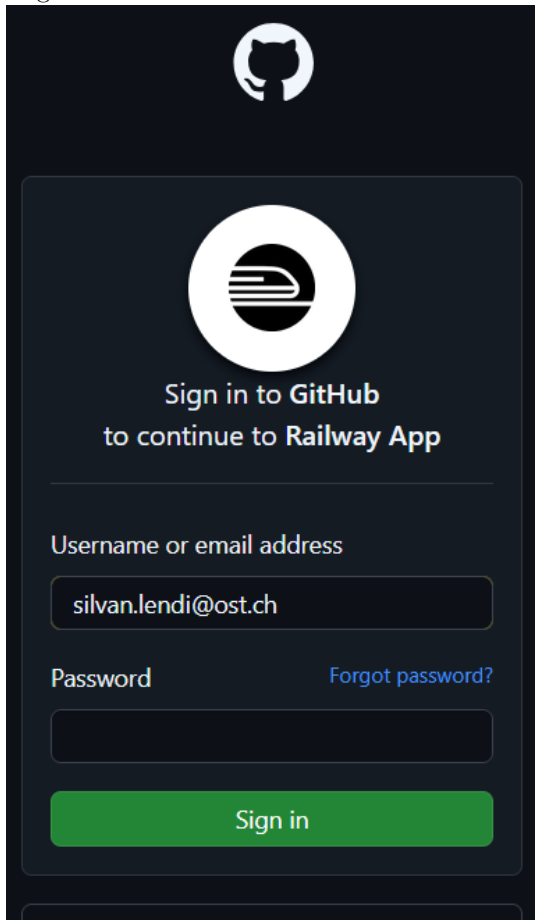 Sign in to GitHub
to continue to Railway App
Username or email address
silvan.lendi@ost.ch
Password Forgot password?
Sign in